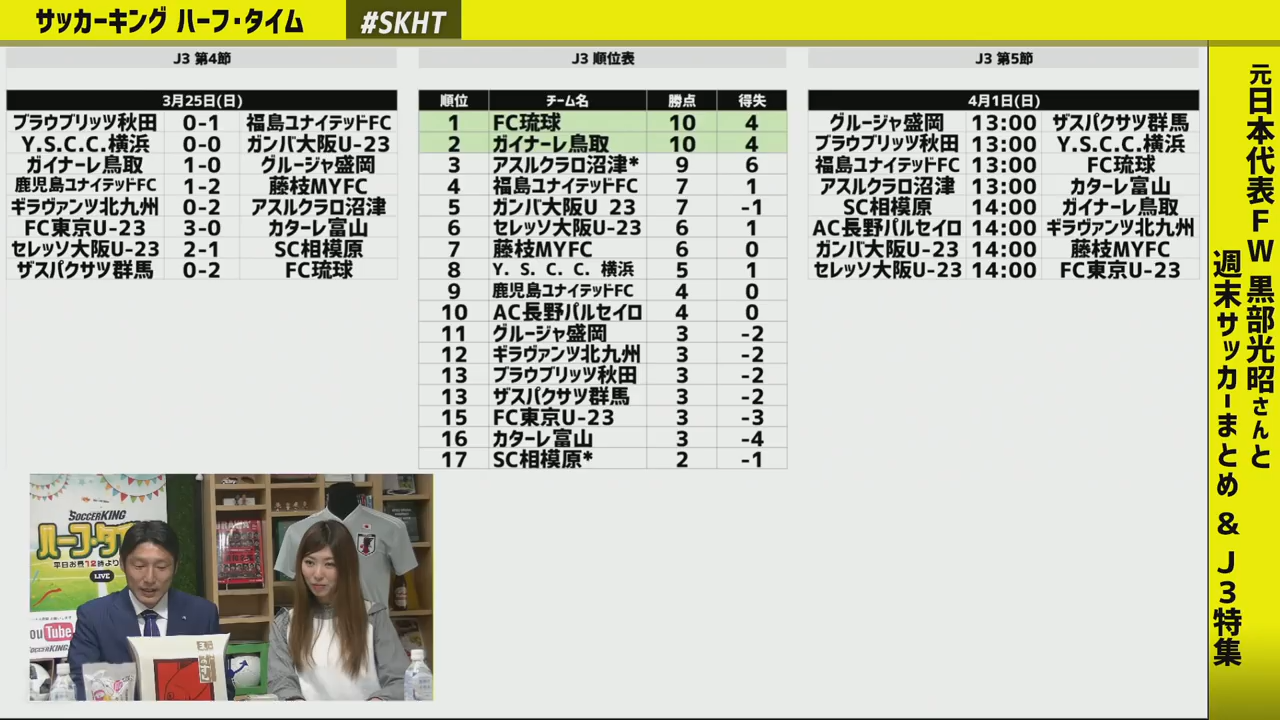 サッカーキング ハーフ・タイム
#SKHT
J3 第4節
3月25日(日)
ブラウブリッツ秋田 0-1 福島ユナイテッドFC
Y.S.C.C.横浜 0-0 ガンバ大阪U-23
ガイナーレ鳥取 1-0 グルージャ盛岡
鹿児島ユナイテッドFC 1-2 藤枝MYFC
ギラヴァンツ北九州 0-2 アスルクラロ沼津
FC東京U-23 3-0 カターレ富山
セレッソ大阪U-23 2-1 SC相模原
ザスパクサツ群馬 0-2 FC琉球
J3 順位表
順位 チーム名 勝点 得失
1 FC琉球 10 4
2 ガイナーレ鳥取 10 4
3 アスルクラロ沼津* 9 6
4 福島ユナイテッドFC 7 1
5 ガンバ大阪U 23 7 -1
6 セレッソ大阪U-23 6 1
7 藤枝MYFC 6 0
8 Y. S. C. C. 横浜 5 1
9 鹿児島ユナイテッドFC 4 0
10 AC長野パルセイロ 4 0
11 グルージャ盛岡 3 -2
12 ギラヴァンツ北九州 3 -2
13 ブラウブリッツ秋田 3 -2
13 ザスパクサツ群馬 3 -2
15 FC東京U-23 3 -3
16 カターレ富山 3 -4
17 SC相模原* 2 -1
J3 第5節
4月1日(日)
グルージャ盛岡 13:00 ザスパクサツ群馬
ブラウブリッツ秋田 13:00 Y.S.C.C.横浜
福島ユナイテッドFC 13:00 FC琉球
アスルクラロ沼津 13:00 カターレ富山
SC相模原 14:00 ガイナーレ鳥取
AC長野パルセイロ 14:00 ギラヴァンツ北九州
ガンバ大阪U-23 14:00 藤枝MYFC
セレッソ大阪U-23 14:00 FC東京U-23
元日本代表FW黒部光昭さんと
週末サッカーまとめ & J3特集
SOCCERKING
ハーフ・タイ
平日お昼12時より
LIVE
You Tube
SOCCERKING